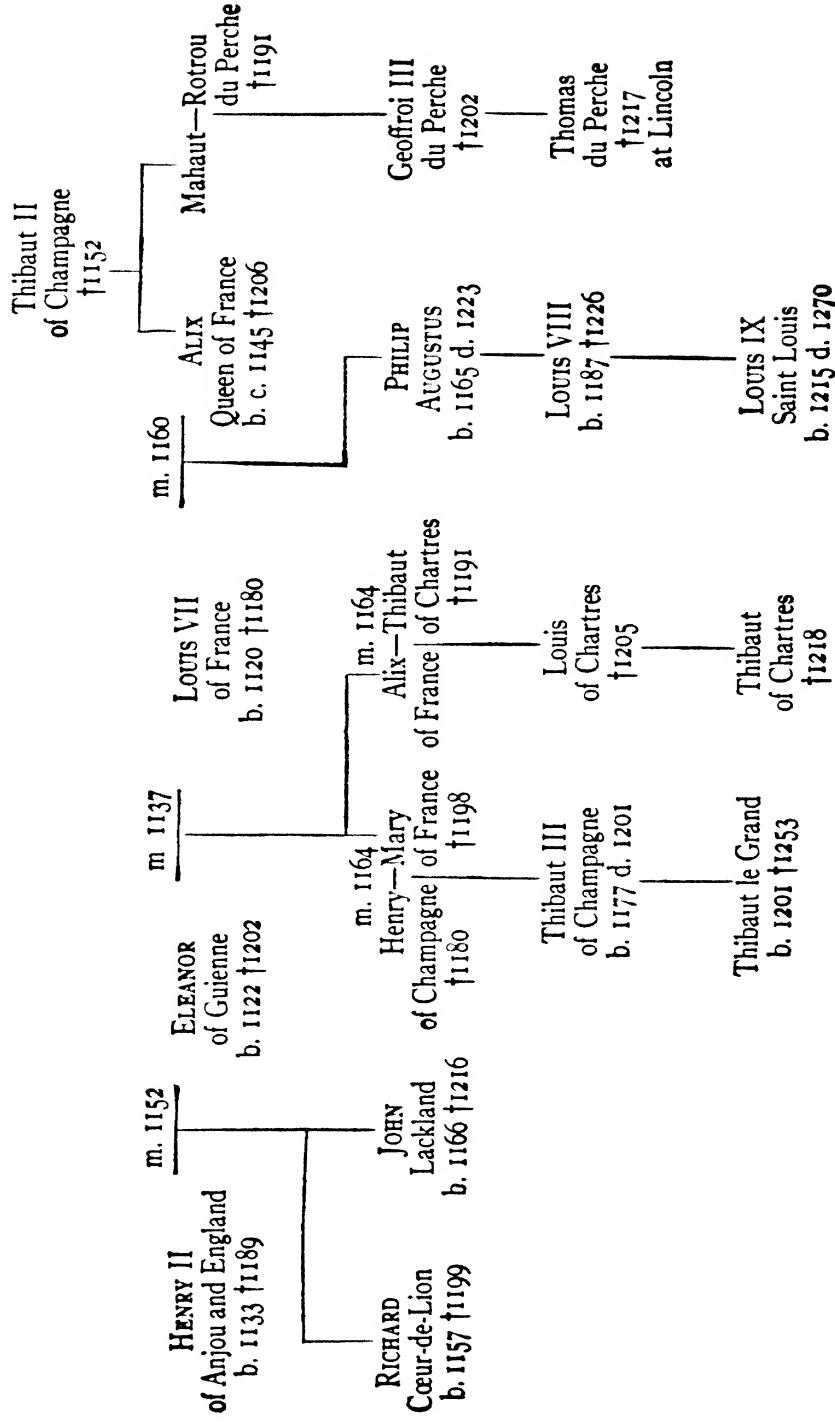 Thibaut II
of Champagne
†1152
m. 1152
m 1137
m. 1160
HENRY II
of Anjou and England
b. 1133 †1189
ELEANOR
of Guienne
b. 1122 †1202
LOUIS VII
of France
b. 1120 †1180
ALIX
Queen of France
b. c. 1145 †1206
Mahaut—Rotrou
du Perche
†1191
RICHARD
Cœur-de-Lion
b. 1157 †1199
JOHN
Lackland
b. 1166 †1216
m. 1164
Henry—Mary
of Champagne of France
†1180 †1198
m. 1164
Alix—Thibaut
of France of Chartres
†1191
PHILIP
AUGUSTUS
b. 1165 d. 1223
Geoffroi III
du Perche
†1202
Thibaut III
of Champagne
b. 1177 d. 1201
Louis
of Chartres
†1205
LOUIS VIII
b. 1187 †1226
Thomas
du Perche
†1217
at Lincoln
Thibaut le Grand
b. 1201 †1253
Thibaut
of Chartres
†1218
LOUIS IX
Saint Louis
b. 1215 d. 1270